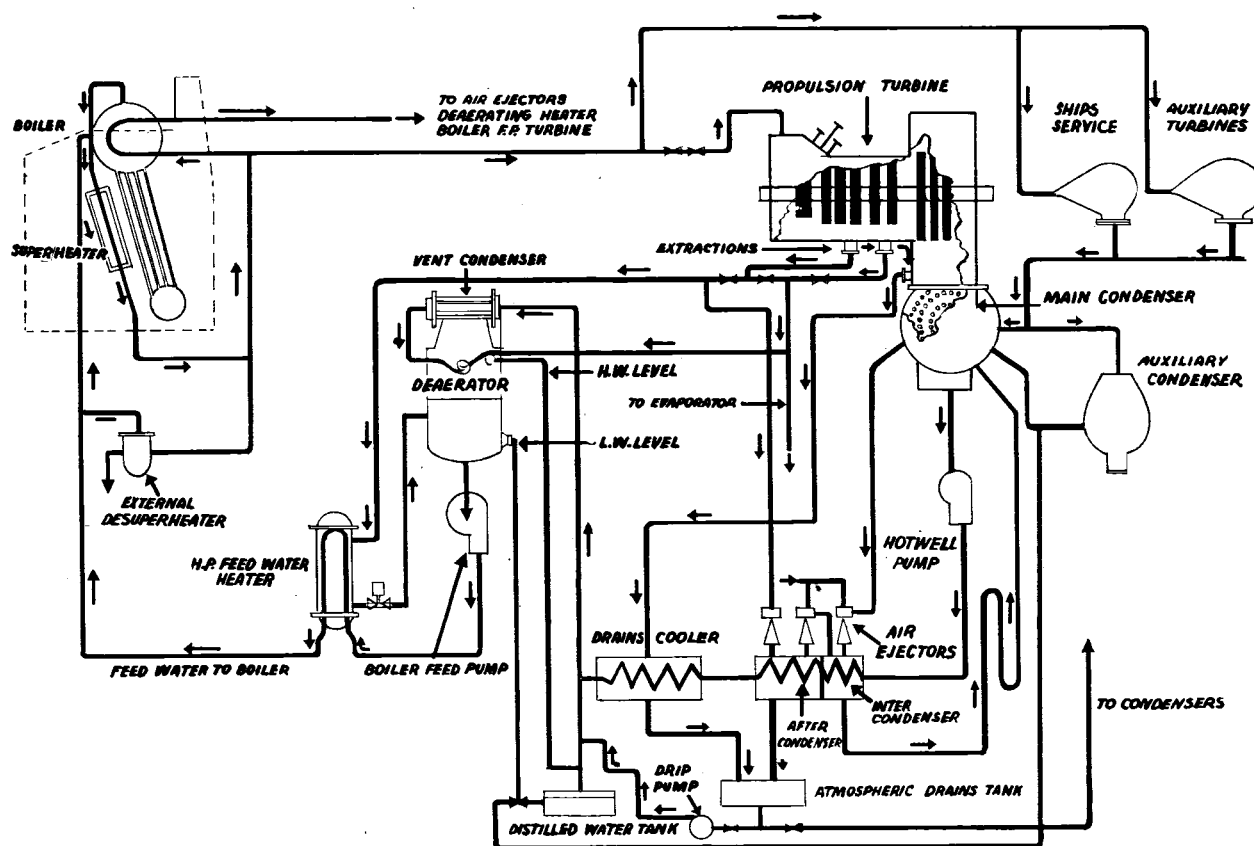 PROPULSION TURBINE
TO AIR EJECTORS
DEAERATING HEATER
BOILER F.P. TURBINE
SHIPS
SERVICE
AUXILIARY
TURBINES
BOILER
SUPERHEATER
EXTRACTIONS
VENT CONDENSER
MAIN CONDENSER
DEAERATOR
H.W. LEVEL
AUXILIARY
CONDENSER
TO EVAPORATOR
L.W. LEVEL
EXTERNAL
DESUPERHEATER
H.P. FEED WATER
HEATER
HOTWELL
PUMP
DRAINS COOLER
AIR
EJECTORS
FEED WATER TO BOILER
BOILER FEED PUMP
INTER
CONDENSER
AFTER
CONDENSER
TO CONDENSERS
DRIP
PUMP
ATMOSPHERIC DRAINS TANK
DISTILLED WATER TANK